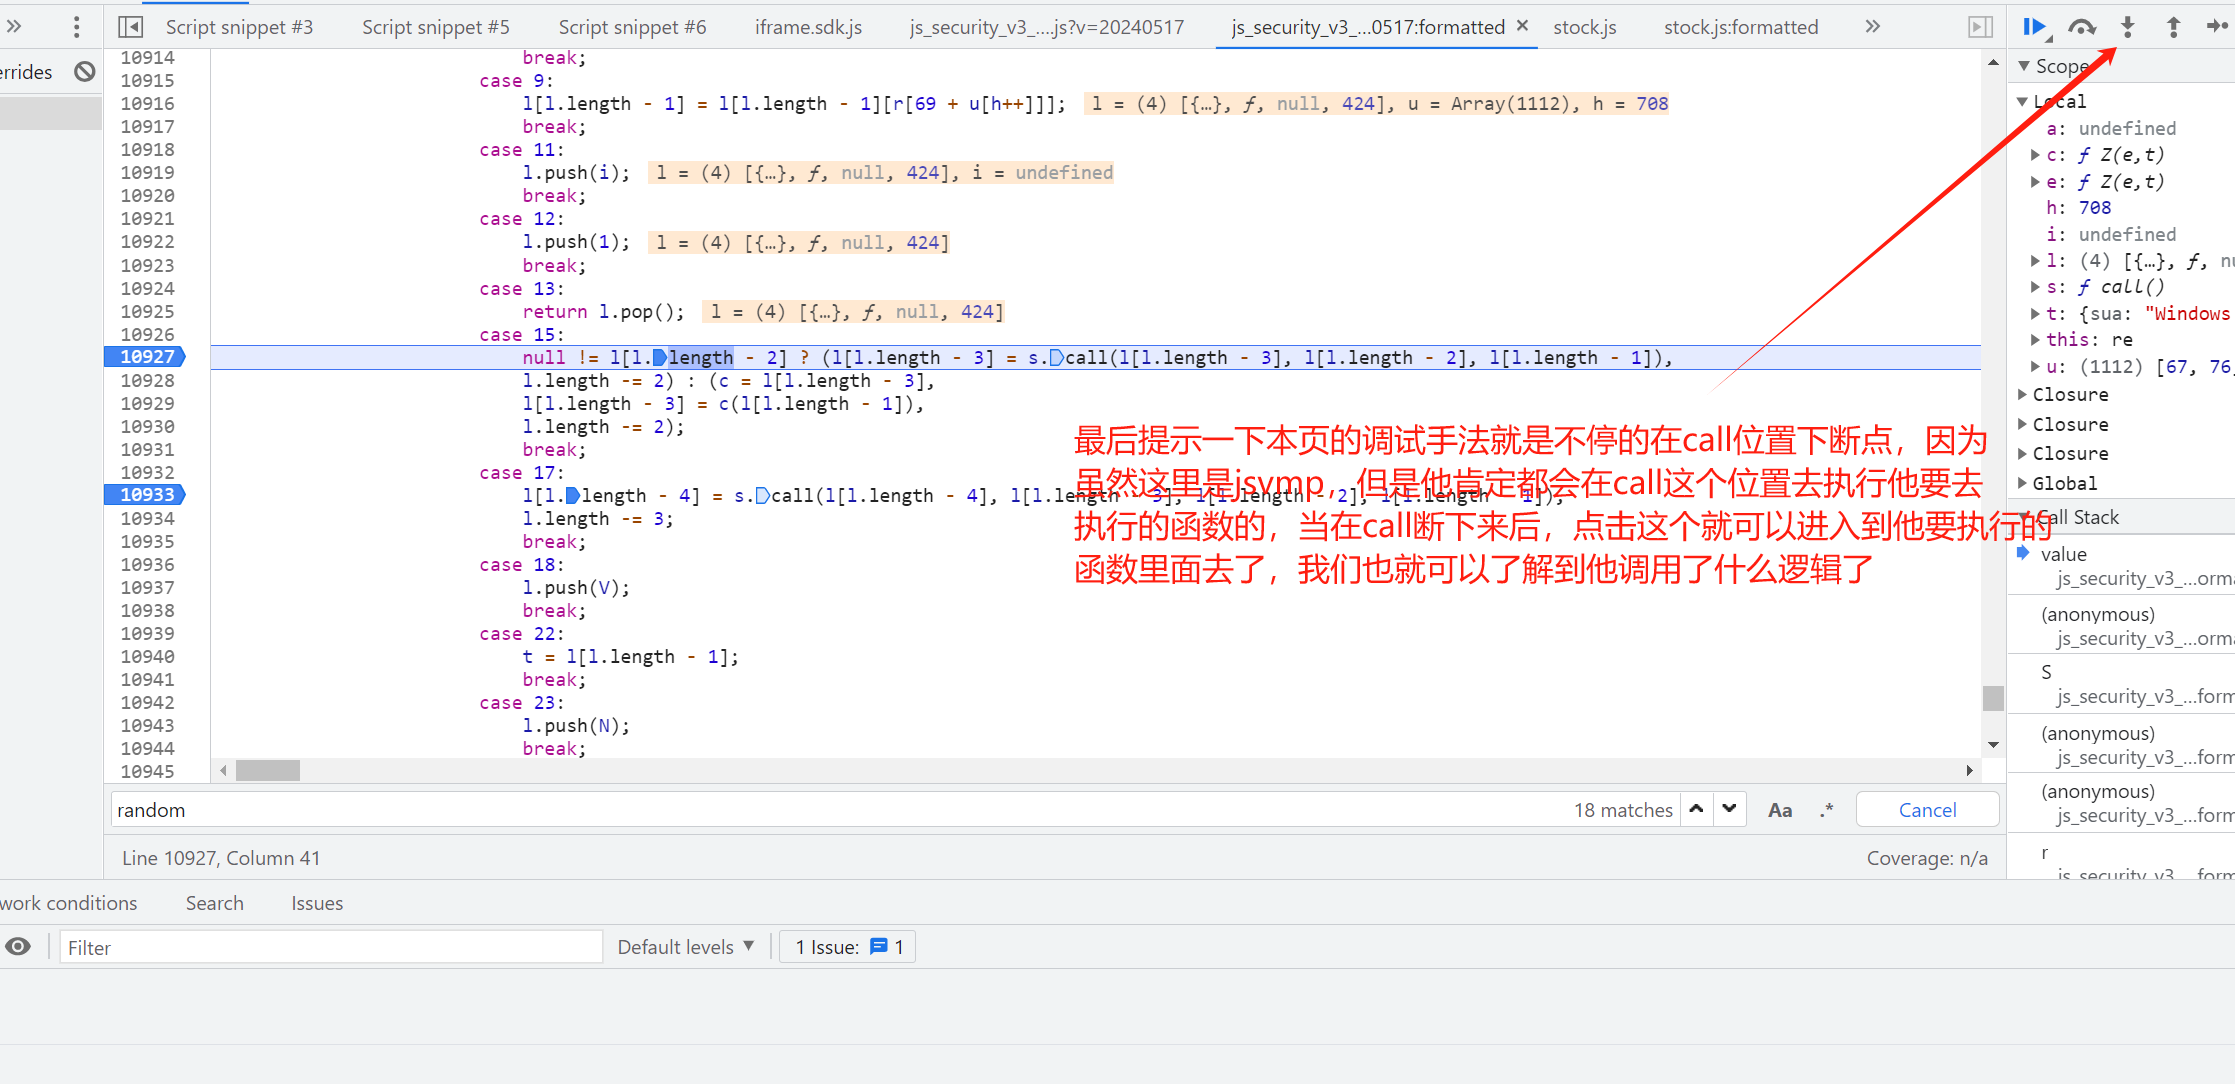 Script snippet #3 Script snippet #5 Script snippet #6 iframe.sdk.js js_security_v3_....js?v=20240517 js_security_v3_...0517:formatted × stock.js stock.js:formatted
errides
10914 break;
10915 case 9:
10916 l[l.length - 1] = l[l.length - 1][r[69 + u[h++]]]; l = (4) [{…}, ƒ, null, 424], u = Array(1112), h = 708
10917 break;
10918 case 11:
10919 l.push(i); l = (4) [{…}, ƒ, null, 424], i = undefined
10920 break;
10921 case 12:
10922 l.push(1); l = (4) [{…}, ƒ, null, 424]
10923 break;
10924 case 13:
10925 return l.pop(); l = (4) [{…}, ƒ, null, 424]
10926 case 15:
10927 null != l[l.length - 2] ? (l[l.length - 3] = s.call(l[l.length - 3], l[l.length - 2], l[l.length - 1]),
10928 l.length -= 2) : (c = l[l.length - 3],
10929 l[l.length - 3] = c(l[l.length - 1]),
10930 l.length -= 2);
10931 break;
10932 case 17:
10933 l[l.length - 4] = s.call(l[l.length - 4], l[l.length - 3], l[l.length - 2], l[l.length - 1]),
10934 l.length -= 3;
10935 break;
10936 case 18:
10937 l.push(V);
10938 break;
10939 case 22:
10940 t = l[l.length - 1];
10941 break;
10942 case 23:
10943 l.push(N);
10944 break;
10945
最后提示一下本页的调试手法就是不停的在call位置下断点，因为
虽然这里是jsvmp，但是他肯定都会在call这个位置去执行他要去
执行的函数的，当在call断下来后，点击这个就可以进入到他要执行的
函数里面去了，我们也就可以了解到他调用了什么逻辑了
Scope
Local
a: undefined
c: ƒ Z(e,t)
e: ƒ Z(e,t)
h: 708
i: undefined
l: (4) [{…}, ƒ, nu
s: ƒ call()
t: {sua: "Windows
this: re
u: (1112) [67, 76,
Closure
Closure
Closure
Global
Call Stack
value
js_security_v3_...orma
(anonymous)
js_security_v3_...orma
S
js_security_v3_...form
(anonymous)
js_security_v3_...form
(anonymous)
js_security_v3_...form
r
js_security_v3_...form
random 18 matches Aa .* Cancel
Line 10927, Column 41 Coverage: n/a
work conditions Search Issues
Filter Default levels ▼ 1 Issue: 1